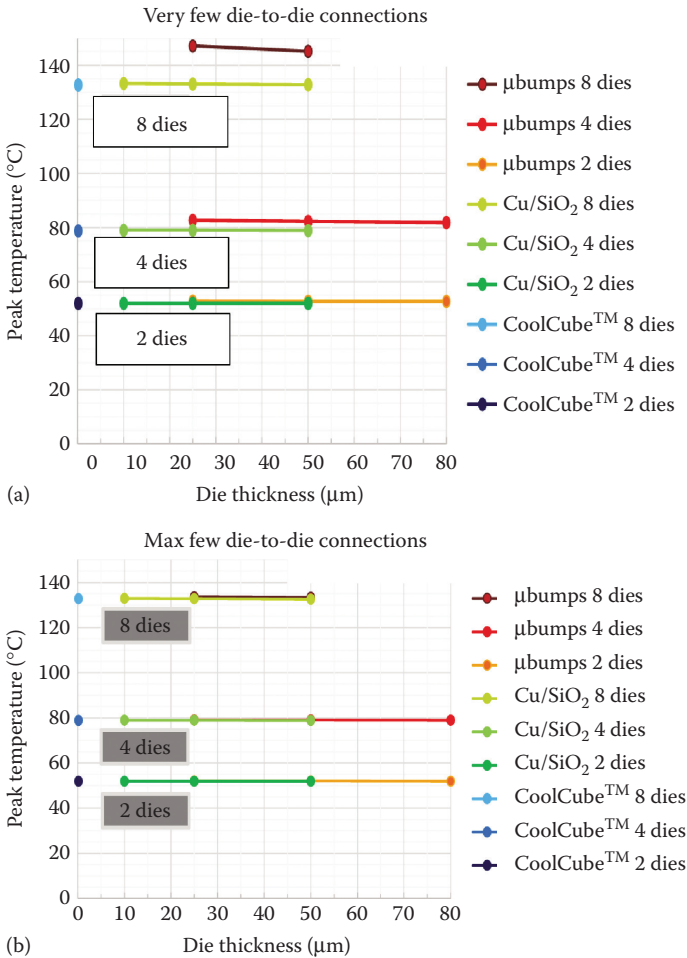 Very few die-to-die connections
140
120
100
80
60
40
20
0
Peak temperature (°C)
8 dies
4 dies
2 dies
0 10 20 30 40 50 60 70 80
Die thickness (μm)
(a)
μbumps 8 dies
μbumps 4 dies
μbumps 2 dies
Cu/SiO₂ 8 dies
Cu/SiO₂ 4 dies
Cu/SiO₂ 2 dies
CoolCube™ 8 dies
CoolCube™ 4 dies
CoolCube™ 2 dies
Max few die-to-die connections
140
120
100
80
60
40
20
0
Peak temperature (°C)
8 dies
4 dies
2 dies
0 10 20 30 40 50 60 70 80
Die thickness (μm)
(b)
μbumps 8 dies
μbumps 4 dies
μbumps 2 dies
Cu/SiO₂ 8 dies
Cu/SiO₂ 4 dies
Cu/SiO₂ 2 dies
CoolCube™ 8 dies
CoolCube™ 4 dies
CoolCube™ 2 dies